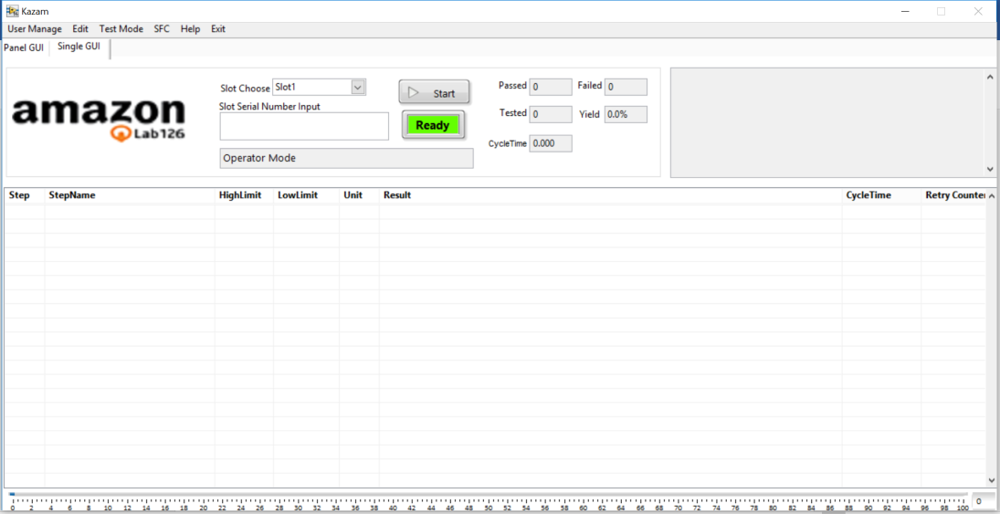 Kazam
User Manage Edit Test Mode SFC Help Exit
Panel GUI Single GUI
amazon
Lab126
Slot Choose Slot1
Slot Serial Number Input
Operator Mode
Start
Ready
Passed 0 Failed 0
Tested 0 Yield 0.0%
CycleTime 0.000
Step StepName HighLimit LowLimit Unit Result CycleTime Retry Counter
0 2 4 6 8 10 12 14 16 18 20 22 24 26 28 30 32 34 36 38 40 42 44 46 48 50 52 54 56 58 60 62 64 66 68 70 72 74 76 78 80 82 84 86 88 90 92 94 96 98 100 0